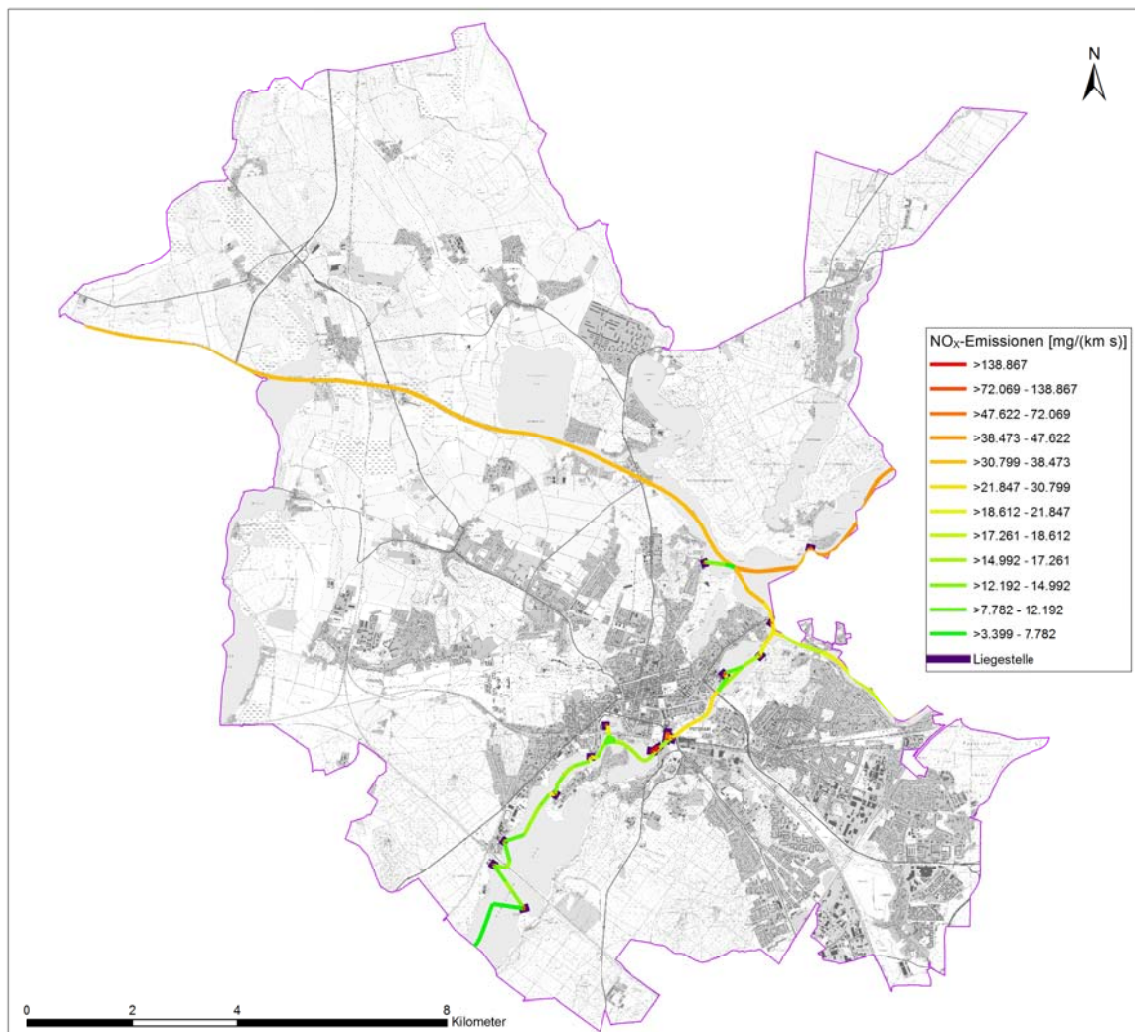 N
NOX-Emissionen [mg/(km s)]
>138.867
>72.069 - 138.867
>47.622 - 72.069
>38.473 - 47.622
>30.799 - 38.473
>21.847 - 30.799
>18.612 - 21.847
>17.261 - 18.612
>14.992 - 17.261
>12.192 - 14.992
>7.782 - 12.192
>3.399 - 7.782
Liegestelle
0 2 4 8
Kilometer